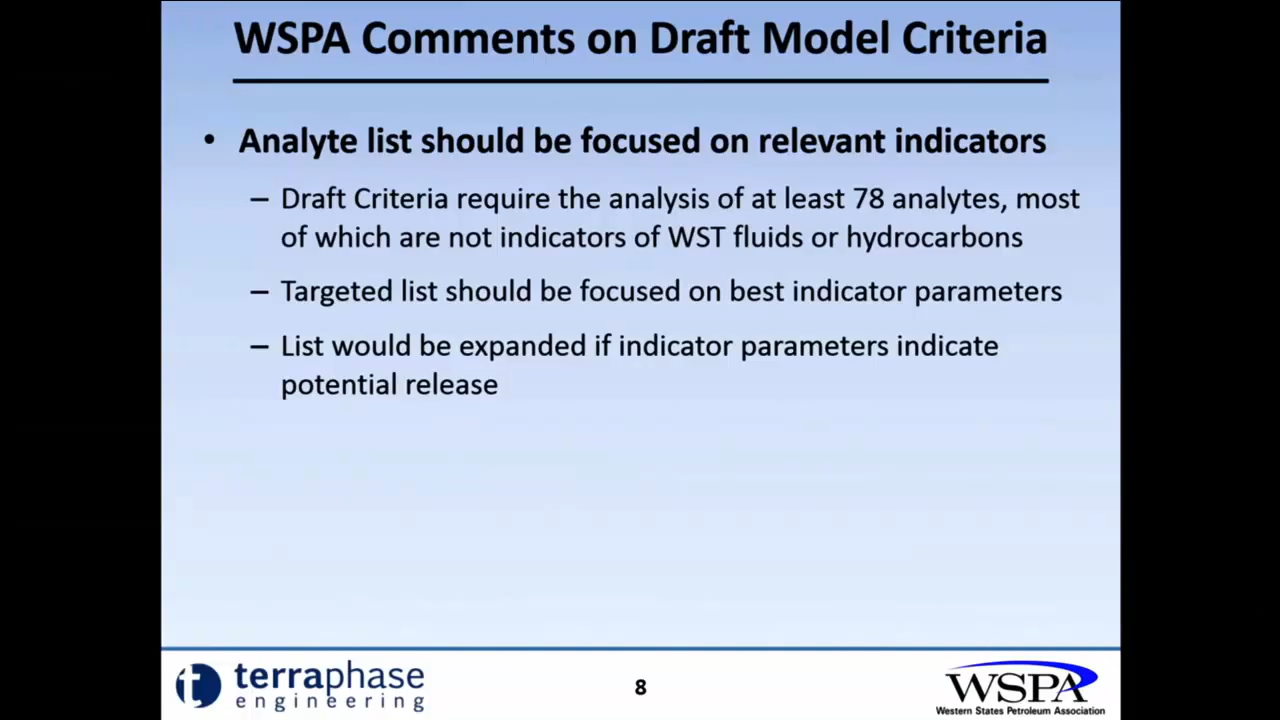 WSPA Comments on Draft Model Criteria
• Analyte list should be focused on relevant indicators
– Draft Criteria require the analysis of at least 78 analytes, most
of which are not indicators of WST fluids or hydrocarbons
– Targeted list should be focused on best indicator parameters
– List would be expanded if indicator parameters indicate
potential release
t terraphase
engineering
8
WSPA
Western States Petroleum Association